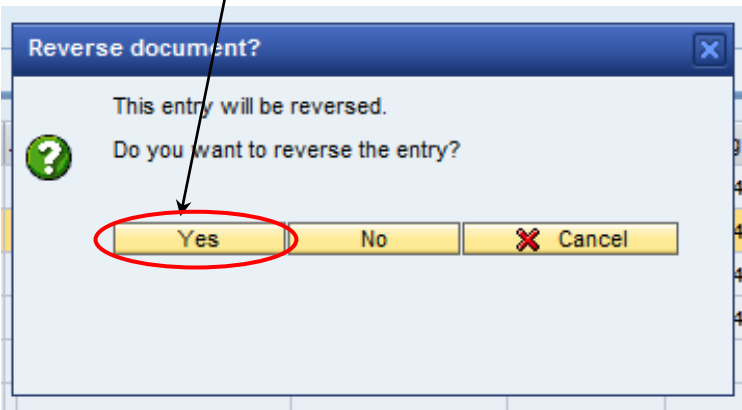 Reverse document?
This entry will be reversed.
Do you want to reverse the entry?
Yes No Cancel